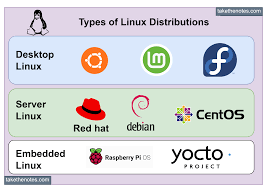 takethenotes.com
Types of Linux Distributions
Desktop
Linux
Server
Linux
Red hat
debian
CentOS
Embedded
Linux
Raspberry Pi OS
yocto
PROJECT
takethenotes.com